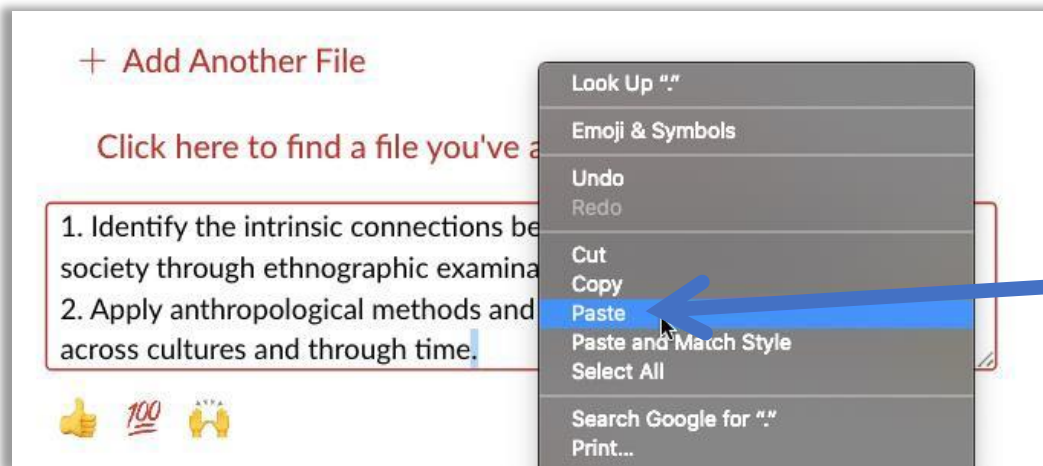 + Add Another File
Click here to find a file you've a
1. Identify the intrinsic connections be
society through ethnographic examina
2. Apply anthropological methods and
across cultures and through time.
💯
Look Up “.”
Emoji & Symbols
Undo
Redo
Cut
Copy
Paste
Paste and Match Style
Select All
Search Google for “.”
Print...